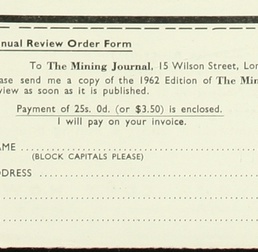 nual Review Order Form
To The Mining Journal, 15 Wilson Street, Lon
ase send me a copy of the 1962 Edition of The Min
view as soon as it is published.
Payment of 25s. 0d. (or $3.50) is enclosed.
I will pay on your invoice.
AME
(BLOCK CAPITALS PLEASE)
DDRESS